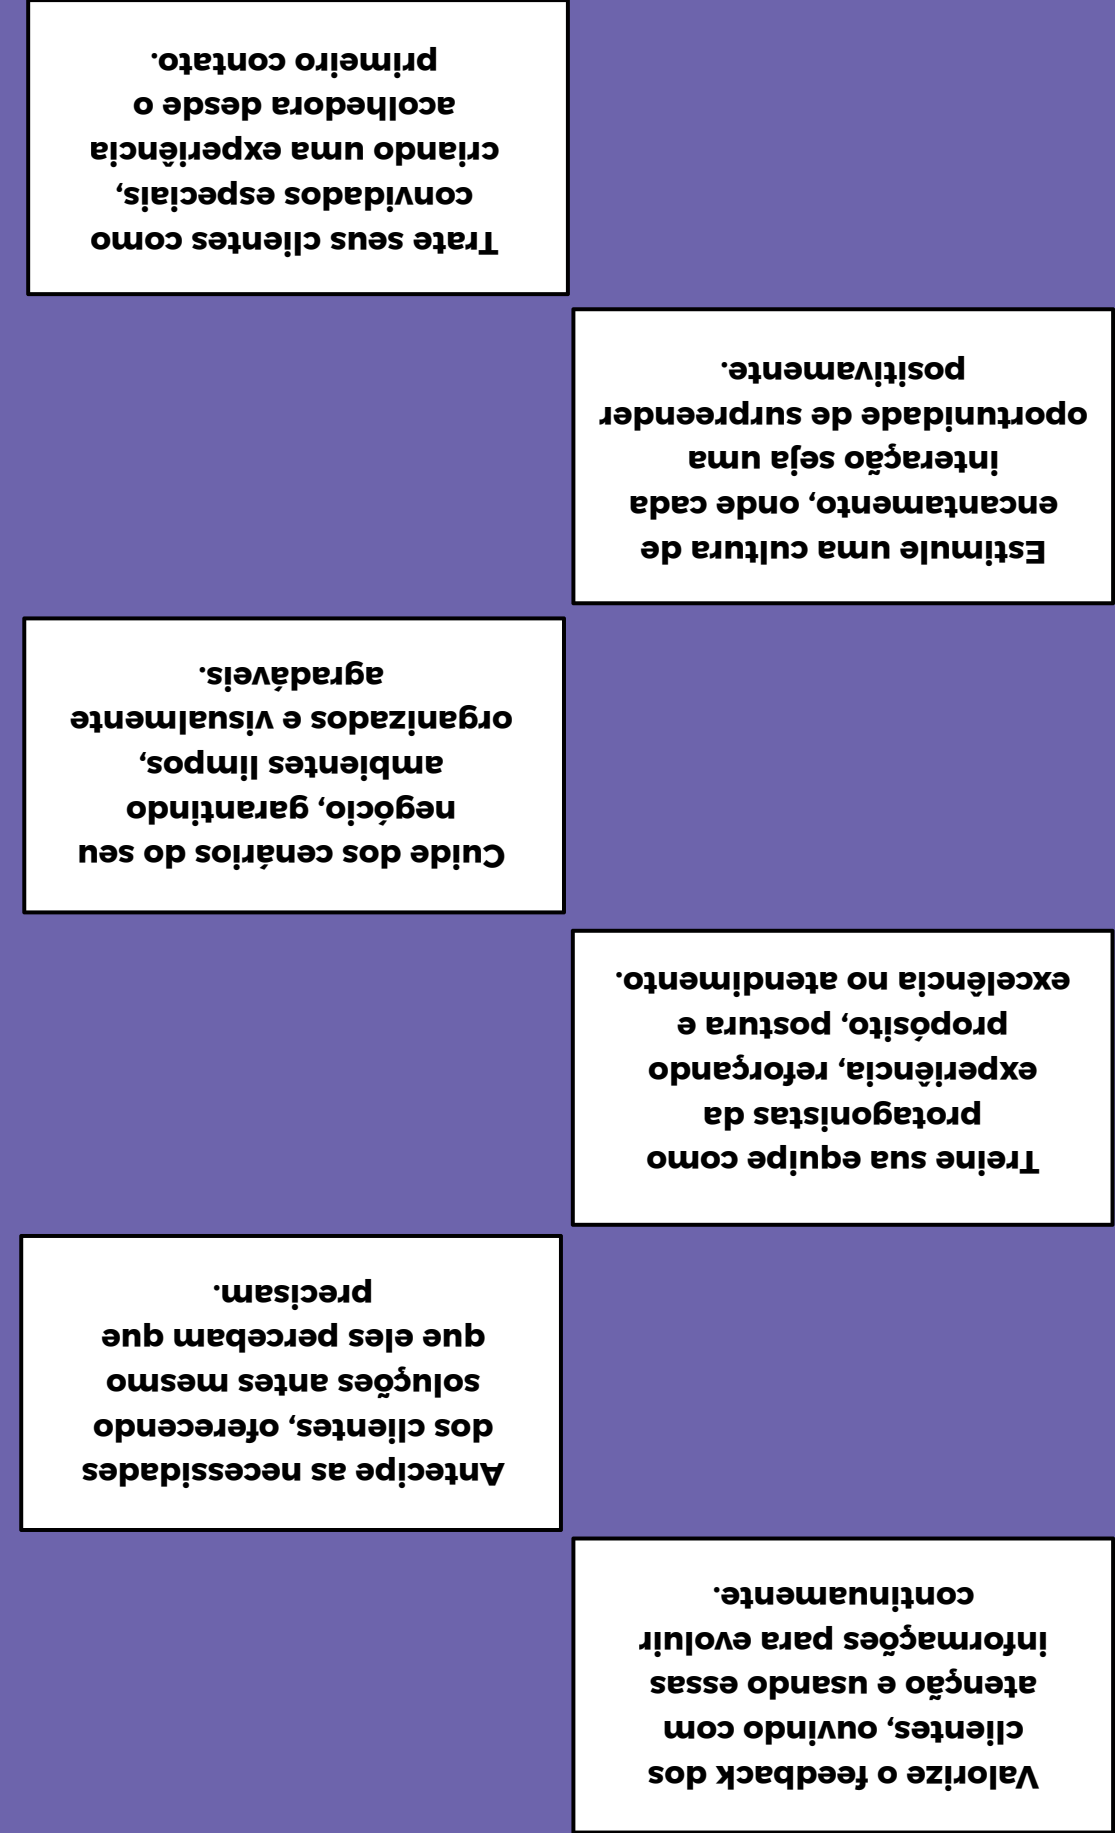 Valorize o feedback dos
clientes, ouvindo com
atenção e usando essas
informações para evoluir
continuamente.
Antecipe as necessidades
dos clientes, oferecendo
soluções antes mesmo
que eles percebam que
precisam.
Treine sua equipe como
protagonistas da
experiência, reforçando
propósito, postura e
excelência no atendimento.
Cuide dos cenários do seu
negócio, garantindo
ambientes limpos,
organizados e visualmente
agradáveis.
Estimule uma cultura de
encantamento, onde cada
interação seja uma
oportunidade de surpreender
positivamente.
Trate seus clientes como
convidados especiais,
criando uma experiência
acolhedora desde o
primeiro contato.